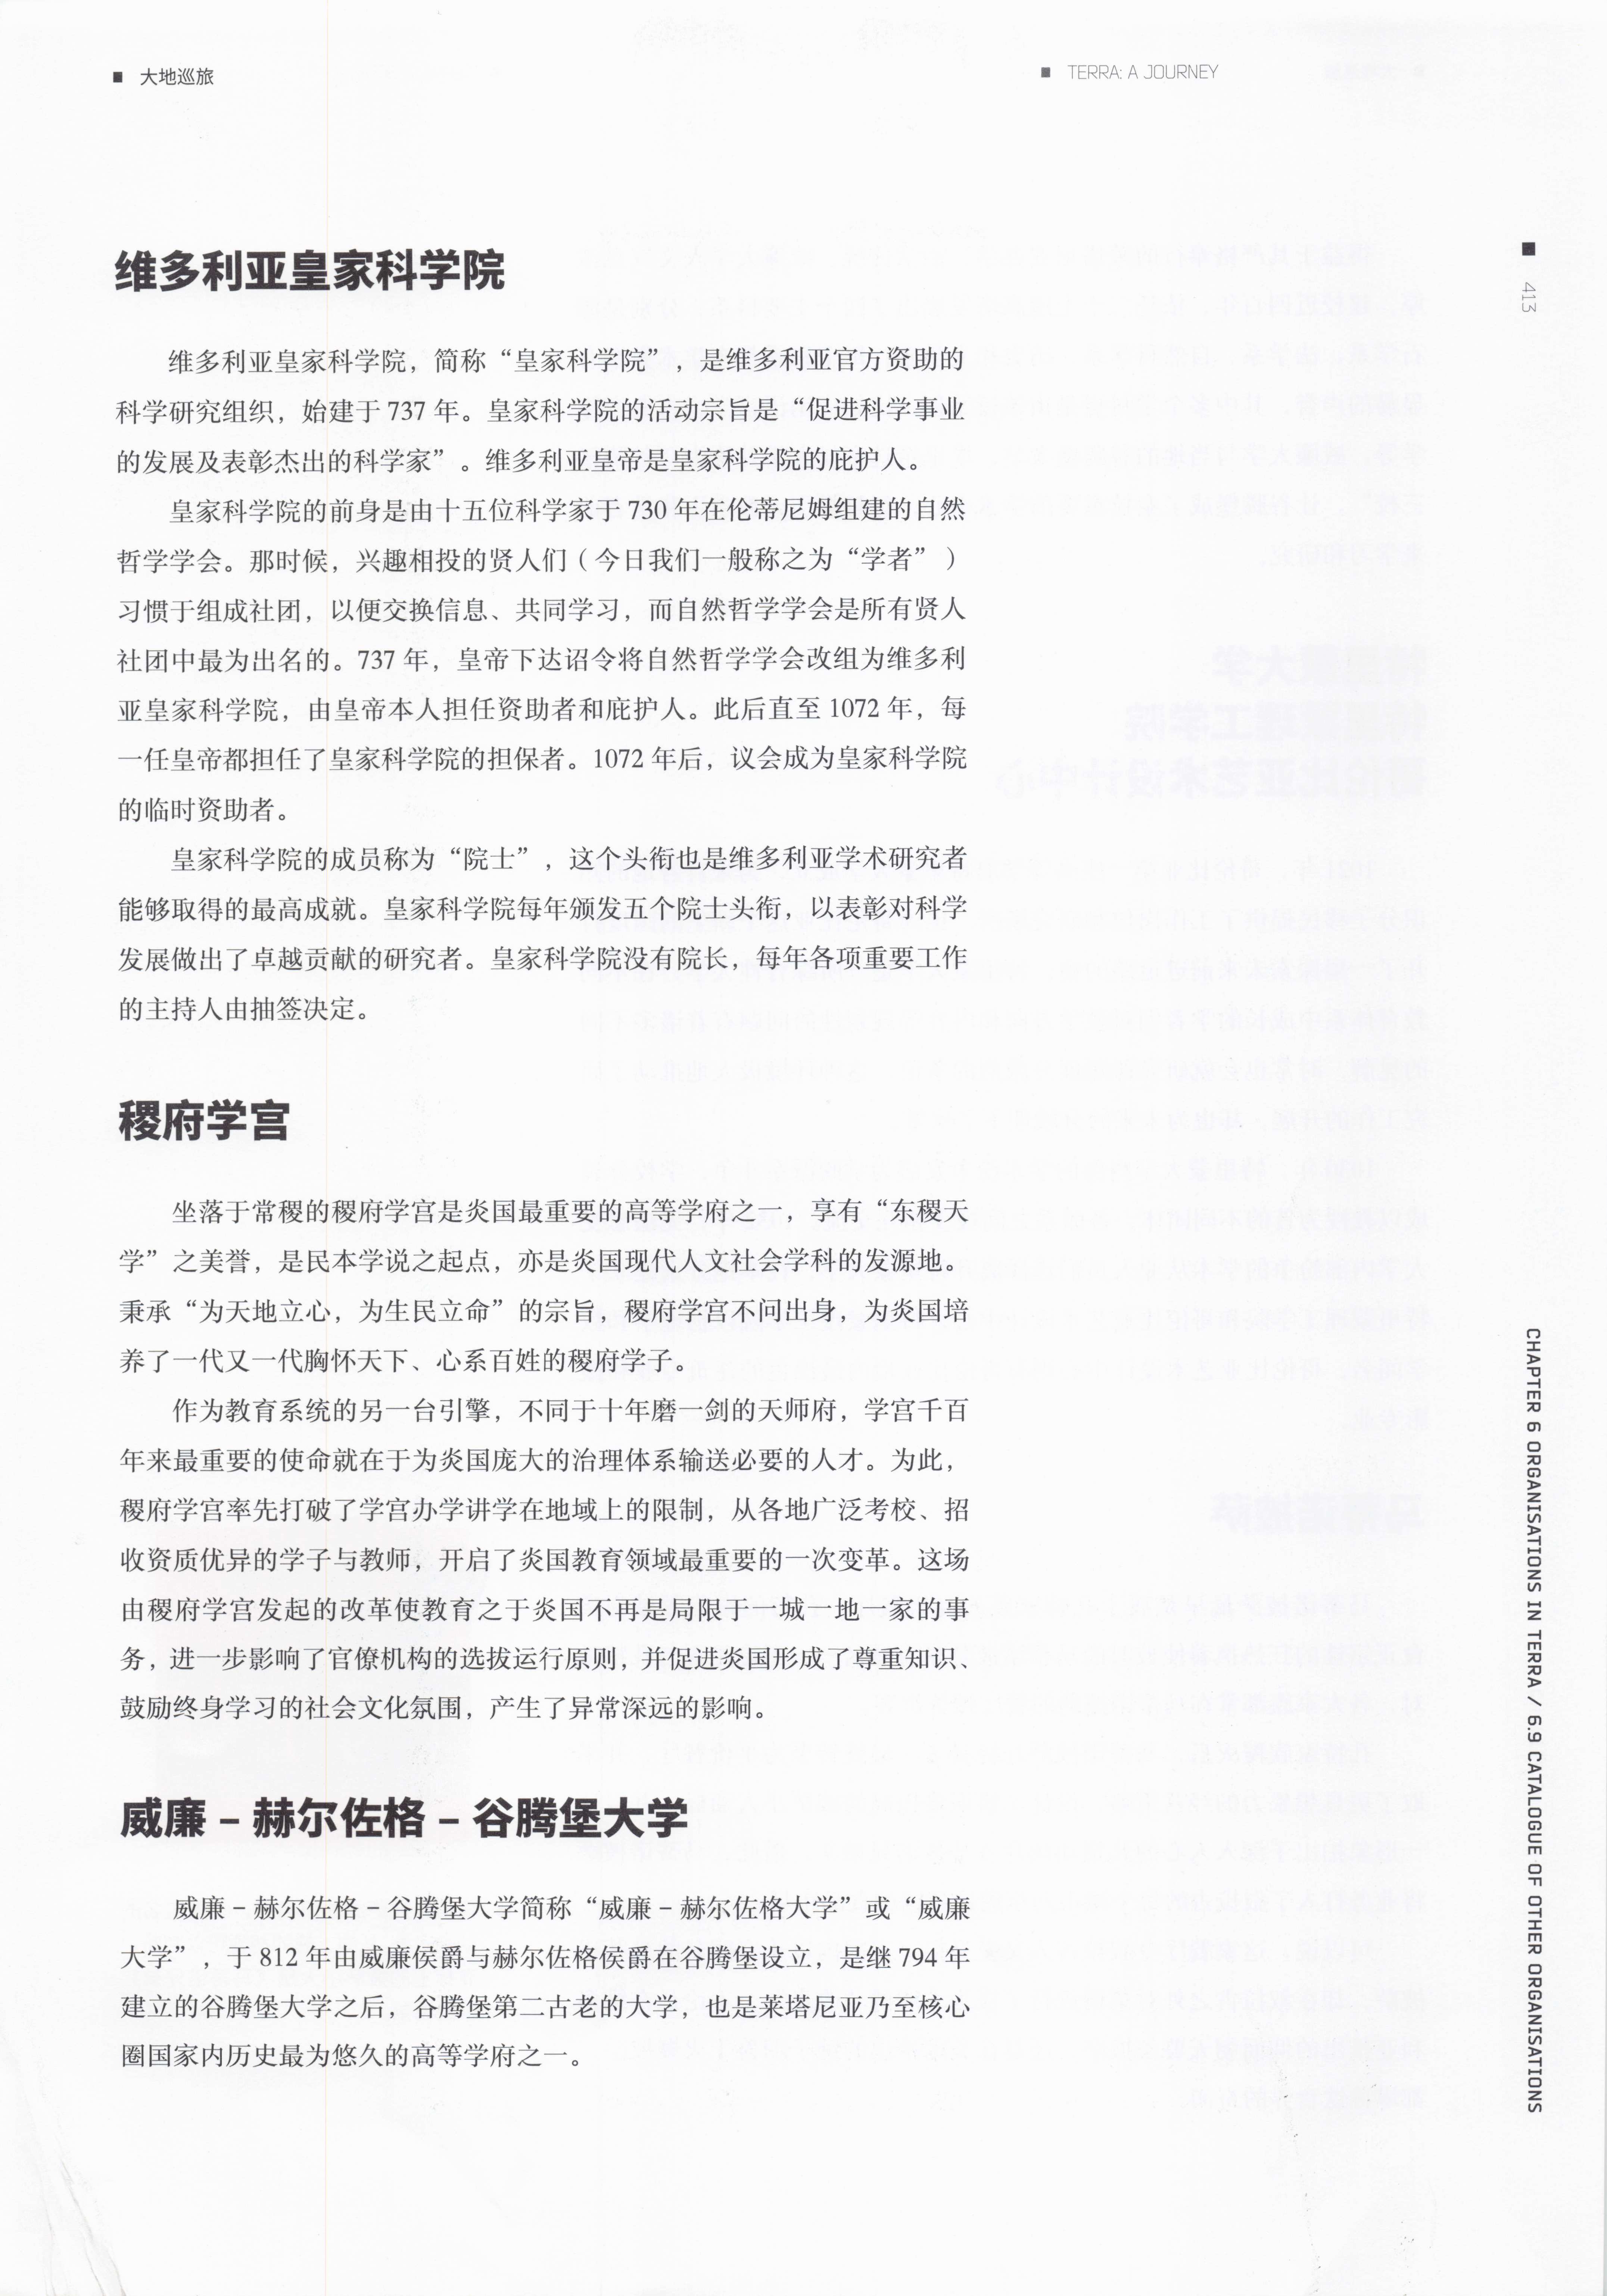 ■ 大地巡旅
■ TERRA: A JOURNEY
■ 413
维多利亚皇家科学院
维多利亚皇家科学院，简称“皇家科学院”，是维多利亚官方资助的
科学研究组织，始建于 737 年。皇家科学院的活动宗旨是“促进科学事业
的发展及表彰杰出的科学家”。维多利亚皇帝是皇家科学院的庇护人。
皇家科学院的前身是由十五位科学家于 730 年在伦蒂尼姆组建的自然
哲学学会。那时候，兴趣相投的贤人们（今日我们一般称之为“学者”）
习惯于组成社团，以便交换信息、共同学习，而自然哲学学会是所有贤人
社团中最为出名的。737 年，皇帝下达诏令将自然哲学学会改组为维多利
亚皇家科学院，由皇帝本人担任资助者和庇护人。此后直至 1072 年，每
一任皇帝都担任了皇家科学院的担保者。1072 年后，议会成为皇家科学院
的临时资助者。
皇家科学院的成员称为“院士”，这个头衔也是维多利亚学术研究者
能够取得的最高成就。皇家科学院每年颁发五个院士头衔，以表彰对科学
发展做出了卓越贡献的研究者。皇家科学院没有院长，每年各项重要工作
的主持人由抽签决定。
稷府学宫
坐落于常稷的稷府学宫是炎国最重要的高等学府之一，享有“东稷天
学”之美誉，是民本学说之起点，亦是炎国现代人文社会学科的发源地。
秉承“为天地立心，为生民立命”的宗旨，稷府学宫不问出身，为炎国培
养了一代又一代胸怀天下、心系百姓的稷府学子。
作为教育系统的另一台引擎，不同于十年磨一剑的天师府，学宫千百
年来最重要的使命就在于为炎国庞大的治理体系输送必要的人才。为此，
稷府学宫率先打破了学宫办学讲学在地域上的限制，从各地广泛考校、招
收资质优异的学子与教师，开启了炎国教育领域最重要的一次变革。这场
由稷府学宫发起的改革使教育之于炎国不再是局限于一城一地一家的事
务，进一步影响了官僚机构的选拔运行原则，并促进炎国形成了尊重知识、
鼓励终身学习的社会文化氛围，产生了异常深远的影响。
威廉 – 赫尔佐格 – 谷腾堡大学
威廉 – 赫尔佐格 – 谷腾堡大学简称“威廉 – 赫尔佐格大学”或“威廉
大学”，于 812 年由威廉侯爵与赫尔佐格侯爵在谷腾堡设立，是继 794 年
建立的谷腾堡大学之后，谷腾堡第二古老的大学，也是莱塔尼亚乃至核心
圈国家内历史最为悠久的高等学府之一。
CHAPTER 6 ORGANISATIONS IN TERRA / 6.9 CATALOGUE OF OTHER ORGANISATIONS